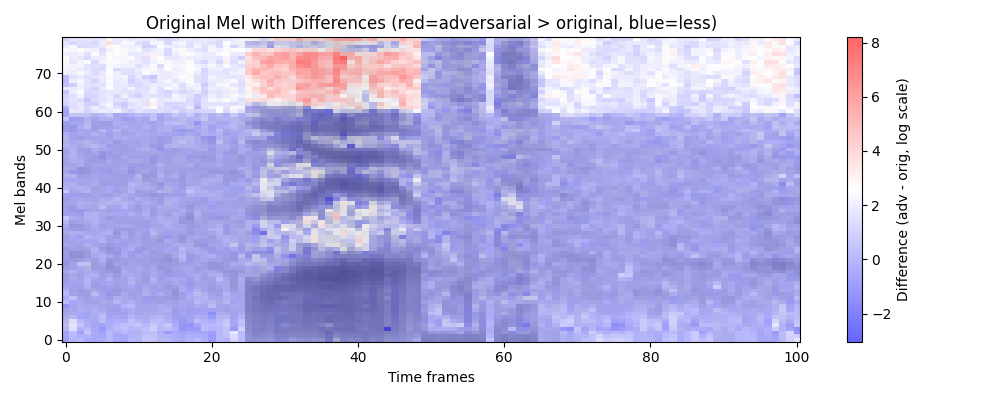 Original Mel with Differences (red=adversarial > original, blue=less)
Mel bands
70
60
50
40
30
20
10
0
0 20 40 60 80 100
Time frames
8
6
4
2
0
−2
Difference (adv - orig, log scale)